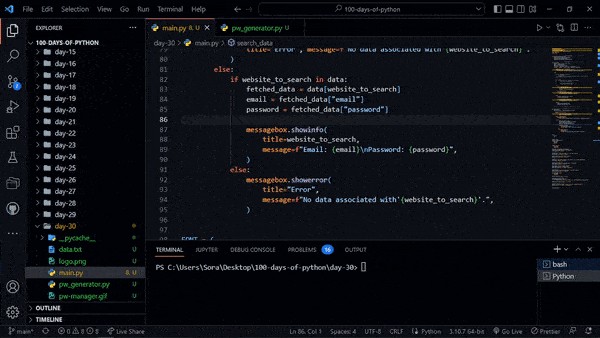 100-days-of-python
EXPLORER
100-DAYS-OF-PYTHON
day-15
day-16
day-17
day-18
day-19
day-20
day-21
day-22
day-23
day-24
day-25
day-26
day-27
day-28
day-29
day-30
__pycache__
data.txt U
logo.png U
main.py 8, U
pw_generator.py U
pw-manager.gif U
OUTLINE
TIMELINE
main.py 8, U
pw_generator.py U
day-30 > main.py > search_data
title="Error", message=f"No data associated with '{website_to_search}'."
80 )
81 else:
82 if website_to_search in data:
83 fetched_data = data[website_to_search]
84 email = fetched_data["email"]
85 password = fetched_data["password"]
86
87 messagebox.showinfo(
88 title=website_to_search,
89 message=f"Email: {email}\nPassword: {password}",
90 )
91 else:
92 messagebox.showerror(
93 title="Error",
94 message=f"No data associated with'{website_to_search}'.",
95 )
96
97
98 FONT = (
TERMINAL JUPYTER DEBUG CONSOLE PROBLEMS 16 OUTPUT
PS C:\Users\Sora\Desktop\100-days-of-python\day-30>
bash
Python
main* 0 8 8 Live Share Ln 86, Col 1 Spaces: 4 UTF-8 CRLF Python 3.10.7 64-bit Go Live Prettier